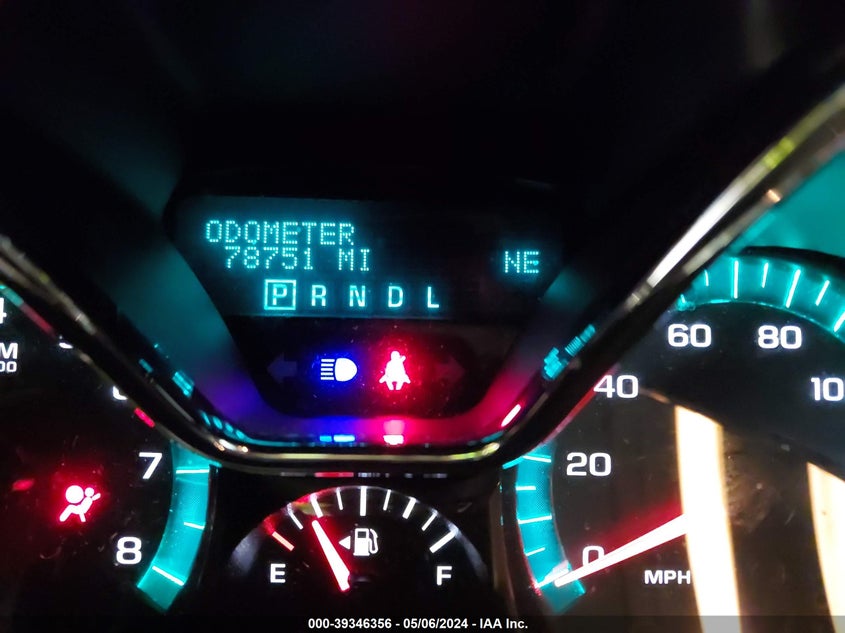 ODOMETER
78751 MI
NE
P R N D L
60
80
40
20
0
MPH
7
8
E
F
000-39346356 - 05/06/2024 - IAA Inc.